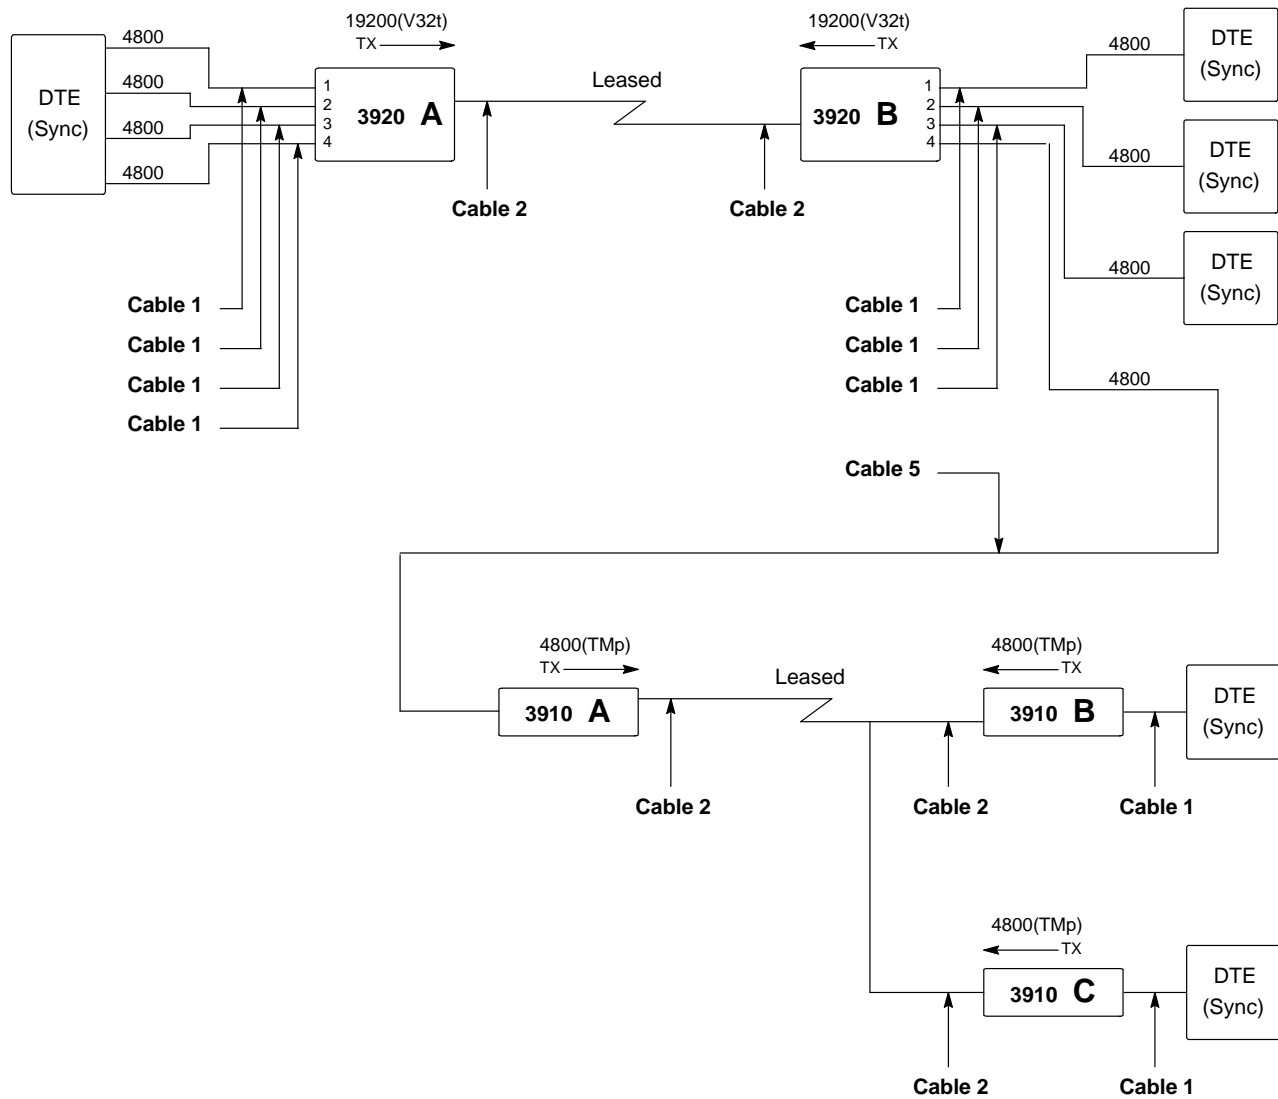 19200(V32t)
TX
19200(V32t)
TX
DTE
(Sync)
4800
4800
4800
4800
DTE
(Sync)
1
2
3
4
3920 A
Leased
3920 B
1
2
3
4
4800
4800
DTE
(Sync)
4800
DTE
(Sync)
Cable 2
Cable 2
Cable 1
Cable 1
Cable 1
Cable 1
Cable 1
Cable 1
Cable 1
4800
Cable 5
4800(TMp)
TX
Leased
4800(TMp)
TX
3910 A
3910 B
DTE
(Sync)
Cable 2
Cable 2
Cable 1
4800(TMp)
TX
3910 C
DTE
(Sync)
Cable 2
Cable 1